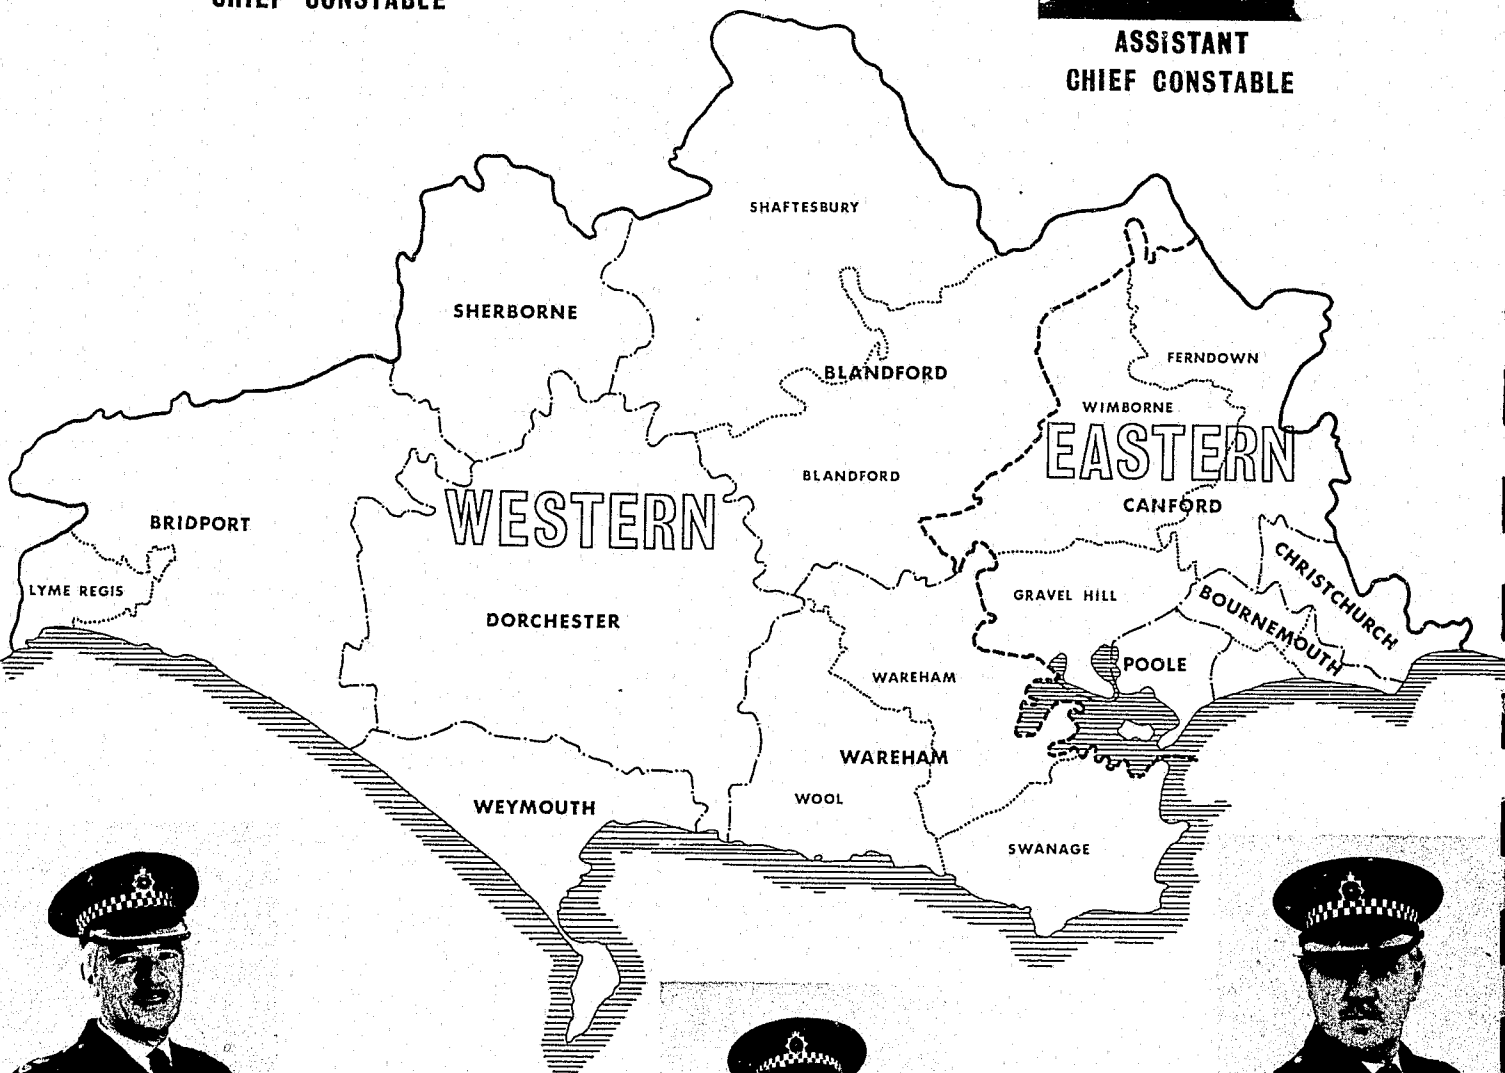 CHIEF CONSTABLE
ASSISTANT
CHIEF CONSTABLE
SHAFTESBURY
SHERBORNE
FERNDOWN
BLANDFORD
WIMBORNE
EASTERN
BLANDFORD
CANFORD
WESTERN
BRIDPORT
CHRISTCHURCH
LYME REGIS
GRAVEL HILL
BOURNEMOUTH
DORCHESTER
POOLE
WAREHAM
WAREHAM
WOOL
WEYMOUTH
SWANAGE